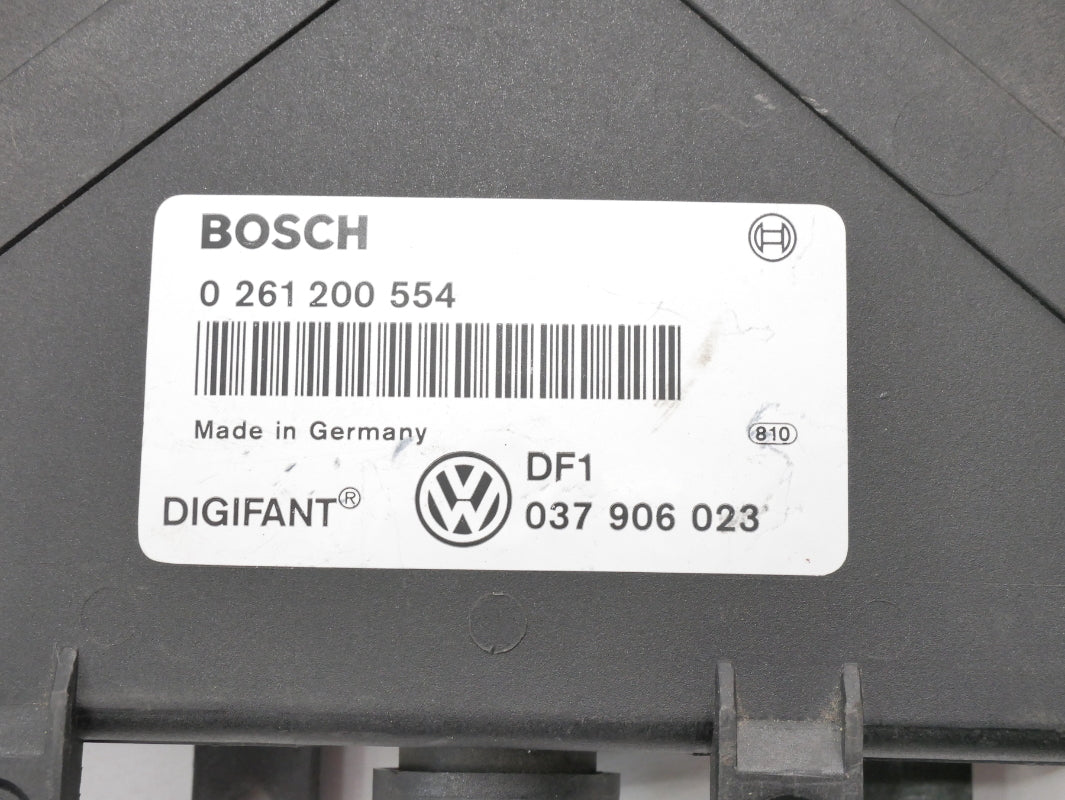 BOSCH
0 261 200 554
Made in Germany
810
DIGIFANT®
DF1
037 906 023